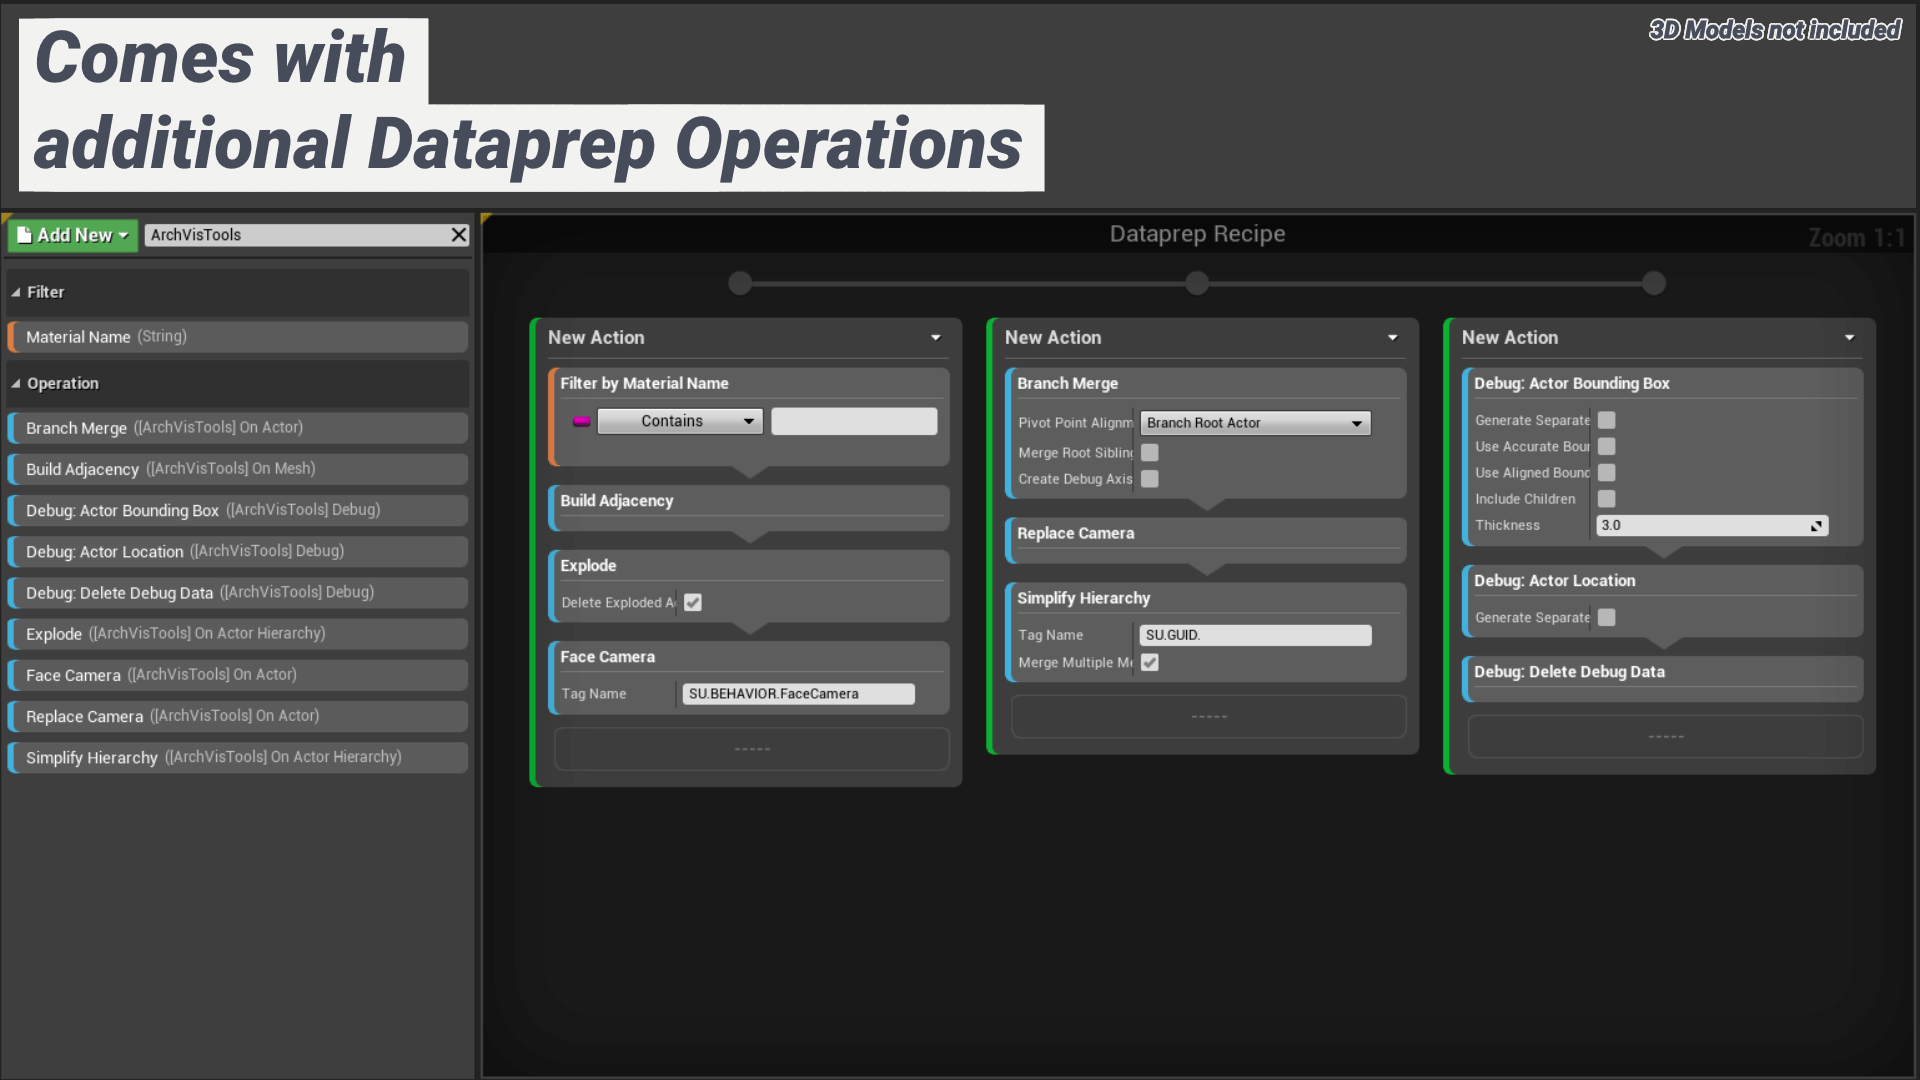 Comes with
additional Dataprep Operations
3D Models not included
Add New
ArchVisTools
Filter
Material Name (String)
Operation
Branch Merge ([ArchVisTools] On Actor)
Build Adjacency ([ArchVisTools] On Mesh)
Debug: Actor Bounding Box ([ArchVisTools] Debug)
Debug: Actor Location ([ArchVisTools] Debug)
Debug: Delete Debug Data ([ArchVisTools] Debug)
Explode ([ArchVisTools] On Actor Hierarchy)
Face Camera ([ArchVisTools] On Actor)
Replace Camera ([ArchVisTools] On Actor)
Simplify Hierarchy ([ArchVisTools] On Actor Hierarchy)
Dataprep Recipe
Zoom 1:1
New Action
Filter by Material Name
Contains
Build Adjacency
Explode
Delete Exploded A
Face Camera
Tag Name SU.BEHAVIOR.FaceCamera
-----
New Action
Branch Merge
Pivot Point Alignm Branch Root Actor
Merge Root Sibling
Create Debug Axis
Replace Camera
Simplify Hierarchy
Tag Name SU.GUID.
Merge Multiple Me
-----
New Action
Debug: Actor Bounding Box
Generate Separate
Use Accurate Bour
Use Aligned Bound
Include Children
Thickness 3.0
Debug: Actor Location
Generate Separate
Debug: Delete Debug Data
-----